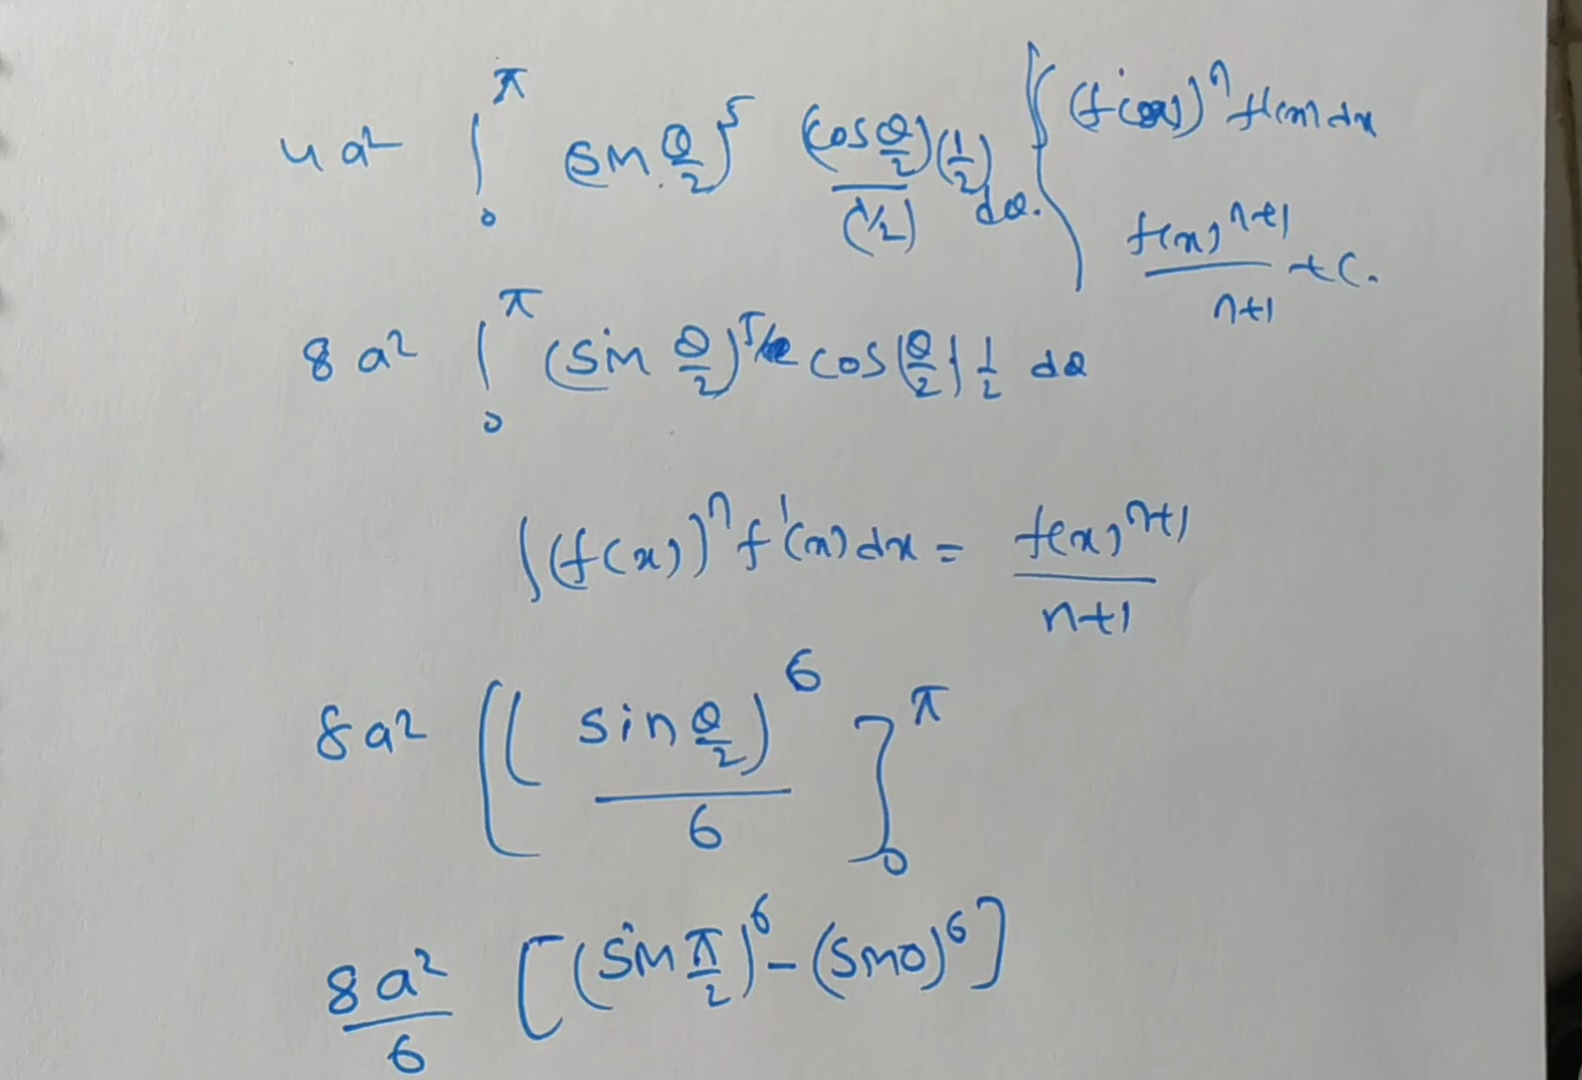 4a² ∫₀^π (sin θ/2)⁵ (cos θ/2)(1/2)/(1/2) dθ.
∫ (f(x))ⁿ f'(x) dx
f(x)ⁿ⁺¹/n+1 + C.
8a² ∫₀^π (sin θ/2)⁵ cos(θ/2) 1/2 dθ
∫(f(x))ⁿ f'(x) dx = f(x)ⁿ⁺¹/n+1
8a² [(sin θ/2)⁶/6]₀^π
8a²/6 [(sin π/2)⁶ - (sin 0)⁶]